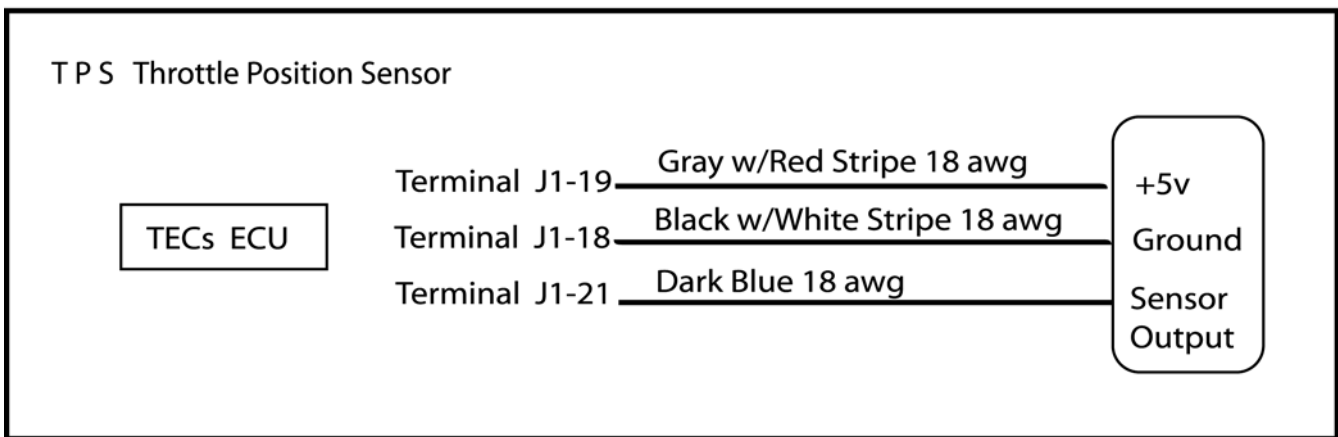 T P S Throttle Position Sensor
Terminal J1-19 Gray w/Red Stripe 18 awg +5v
TECs ECU Terminal J1-18 Black w/White Stripe 18 awg Ground
Terminal J1-21 Dark Blue 18 awg Sensor
Output